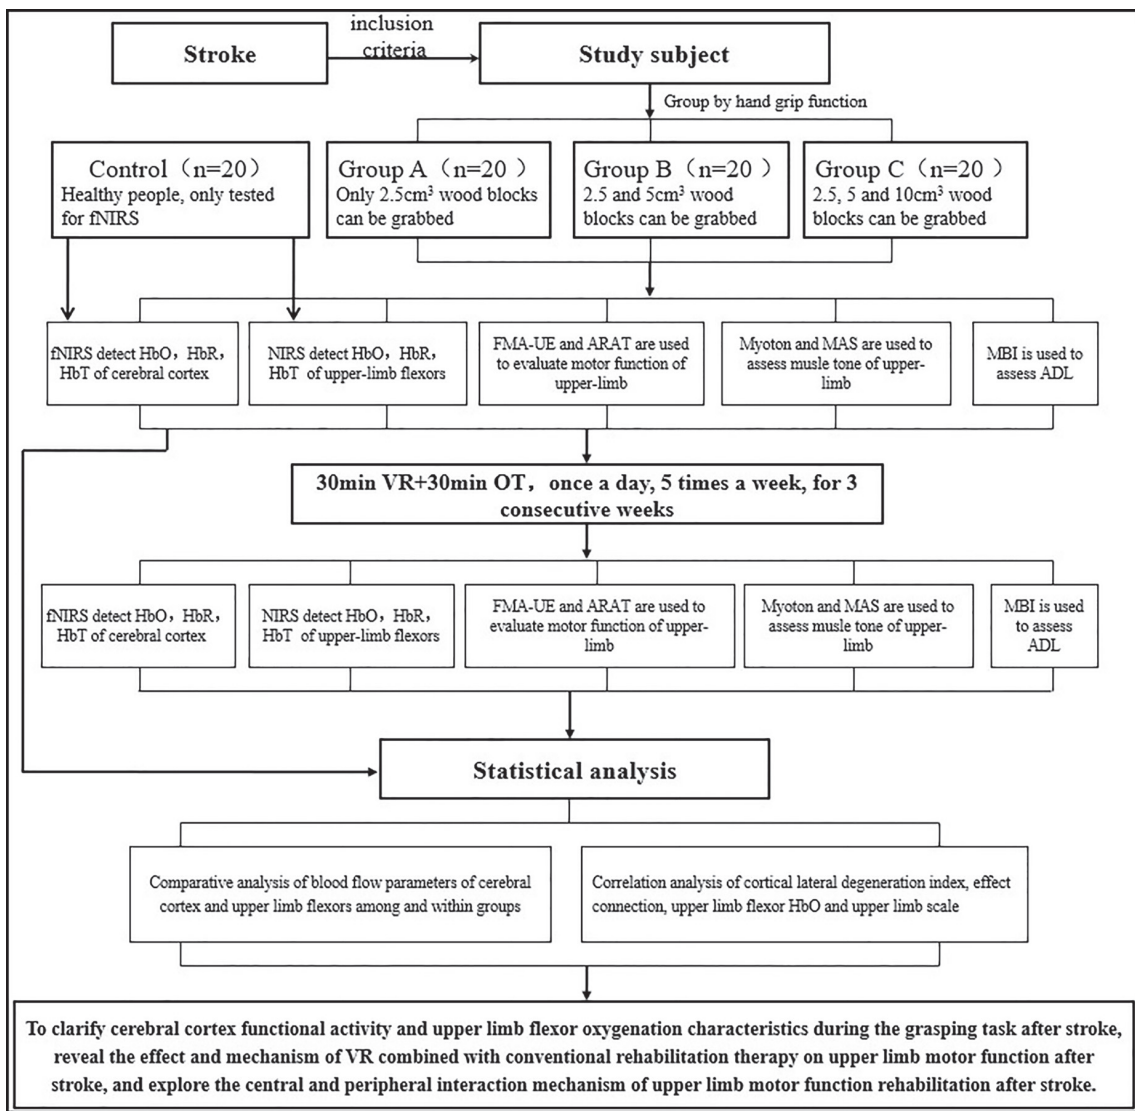 Stroke
inclusion
criteria
Study subject
Group by hand grip function
Control（n=20）
Healthy people, only tested
for fNIRS
Group A（n=20 ）
Only 2.5cm³ wood blocks
can be grabbed
Group B（n=20 ）
2.5 and 5cm³ wood
blocks can be grabbed
Group C（n=20 ）
2.5, 5 and 10cm³ wood
blocks can be grabbed
fNIRS detect HbO，HbR，
HbT of cerebral cortex
NIRS detect HbO，HbR，
HbT of upper-limb flexors
FMA-UE and ARAT are used
to evaluate motor function of
upper-limb
Myoton and MAS are used to
assess musle tone of upper-
limb
MBI is used to
assess ADL
30min VR+30min OT，once a day, 5 times a week, for 3
consecutive weeks
fNIRS detect HbO，HbR，
HbT of cerebral cortex
NIRS detect HbO，HbR，
HbT of upper-limb flexors
FMA-UE and ARAT are used to
evaluate motor function of upper-
limb
Myoton and MAS are used to
assess musle tone of upper-
limb
MBI is used
to assess
ADL
Statistical analysis
Comparative analysis of blood flow parameters of cerebral
cortex and upper limb flexors among and within groups
Correlation analysis of cortical lateral degeneration index, effect
connection, upper limb flexor HbO and upper limb scale
To clarify cerebral cortex functional activity and upper limb flexor oxygenation characteristics during the grasping task after stroke,
reveal the effect and mechanism of VR combined with conventional rehabilitation therapy on upper limb motor function after
stroke, and explore the central and peripheral interaction mechanism of upper limb motor function rehabilitation after stroke.